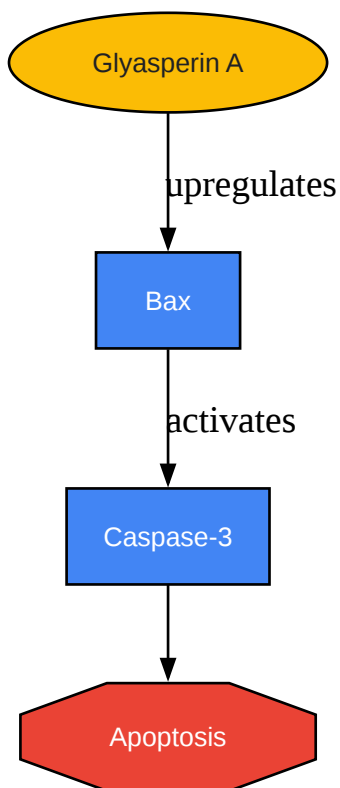 Glyasperin A
upregulates
Bax
activates
Caspase-3
Apoptosis